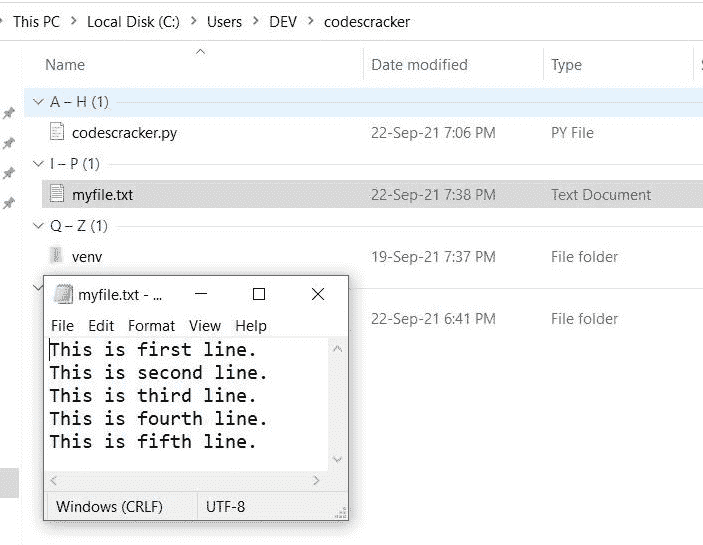 This PC > Local Disk (C:) > Users > DEV > codescracker
Name Date modified Type
A – H (1)
codescracker.py 22-Sep-21 7:06 PM PY File
I – P (1)
myfile.txt 22-Sep-21 7:38 PM Text Document
Q – Z (1)
venv 19-Sep-21 7:37 PM File folder
22-Sep-21 6:41 PM File folder
myfile.txt - ...
File Edit Format View Help
This is first line.
This is second line.
This is third line.
This is fourth line.
This is fifth line.
Windows (CRLF) UTF-8